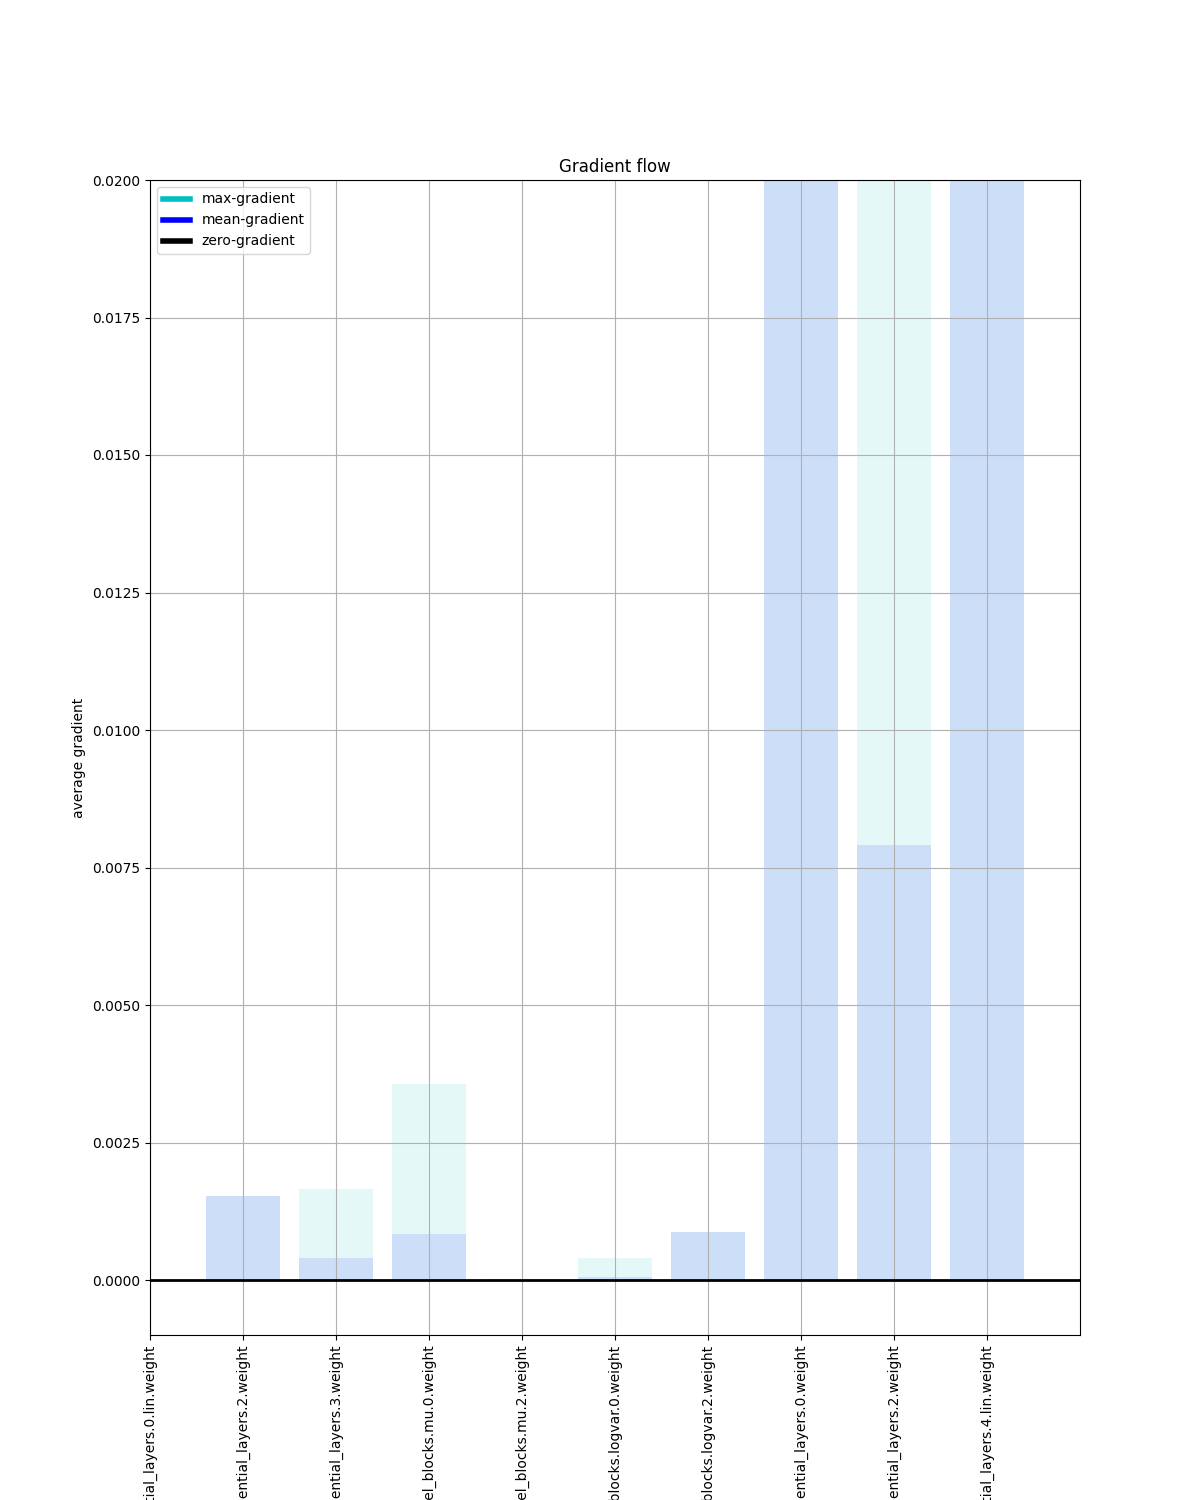 Gradient flow
max-gradient
mean-gradient
zero-gradient
0.0200
0.0175
0.0150
0.0125
0.0100
0.0075
0.0050
0.0025
0.0000
average gradient
tial_layers.0.lin.weight
ential_layers.2.weight
ential_layers.3.weight
el_blocks.mu.0.weight
el_blocks.mu.2.weight
blocks.logvar.0.weight
blocks.logvar.2.weight
ential_layers.0.weight
ential_layers.2.weight
tial_layers.4.lin.weight